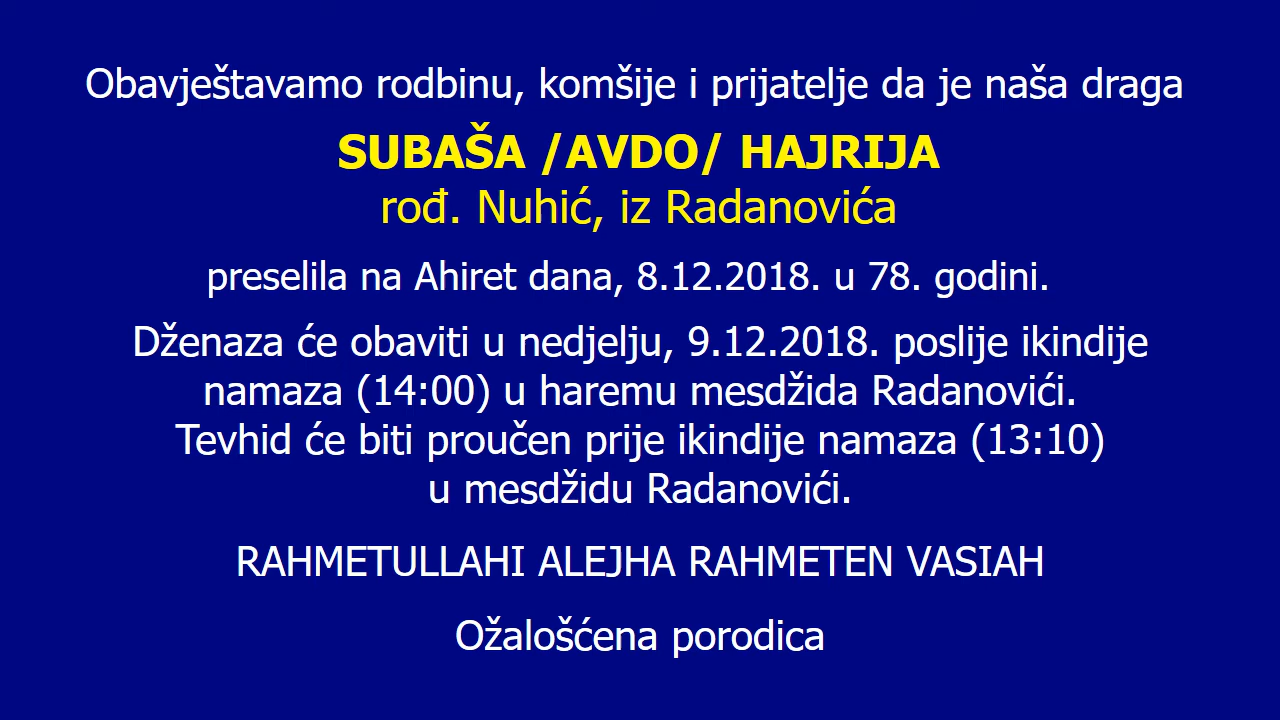 Obavještavamo rodbinu, komšije i prijatelje da je naša draga
SUBAŠA /AVDO/ HAJRIJA
rođ. Nuhić, iz Radanovića
preselila na Ahiret dana, 8.12.2018. u 78. godini.
Dženaza će obaviti u nedjelju, 9.12.2018. poslije ikindije
namaza (14:00) u haremu mesdžida Radanovići.
Tevhid će biti proučen prije ikindije namaza (13:10)
u mesdžidu Radanovići.
RAHMETULLAHI ALEJHA RAHMETEN VASIAH
Ožalošćena porodica